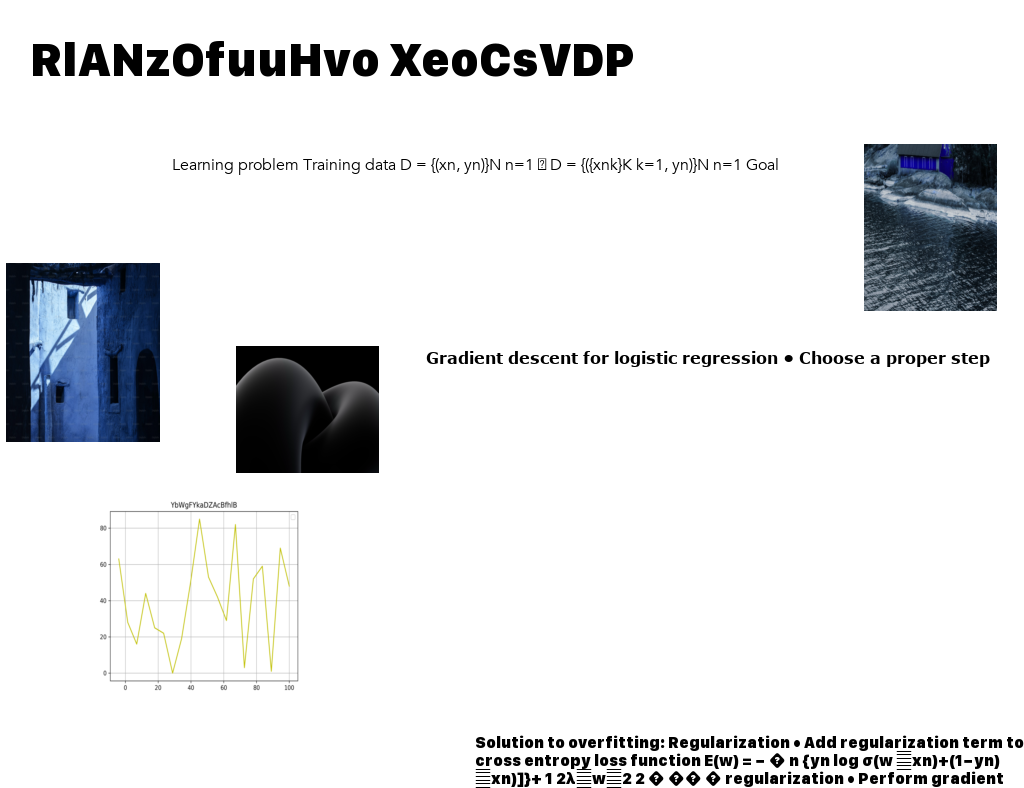 RlANzOfuuHvo XeoCsVDP
Learning problem Training data D = {(xn, yn)}N n=1 � D = {({xnk}K k=1, yn)}N n=1 Goal
Gradient descent for logistic regression • Choose a proper step
YbWgFYkaDZAcBfhIB
80
60
40
20
0
0 20 40 60 80 100
Solution to overfitting: Regularization • Add regularization term to
cross entropy loss function E(w) = − � n {yn log σ(w xn)+(1−yn)
xn)]}+ 1 2λ w 2 2 � �� � regularization • Perform gradient